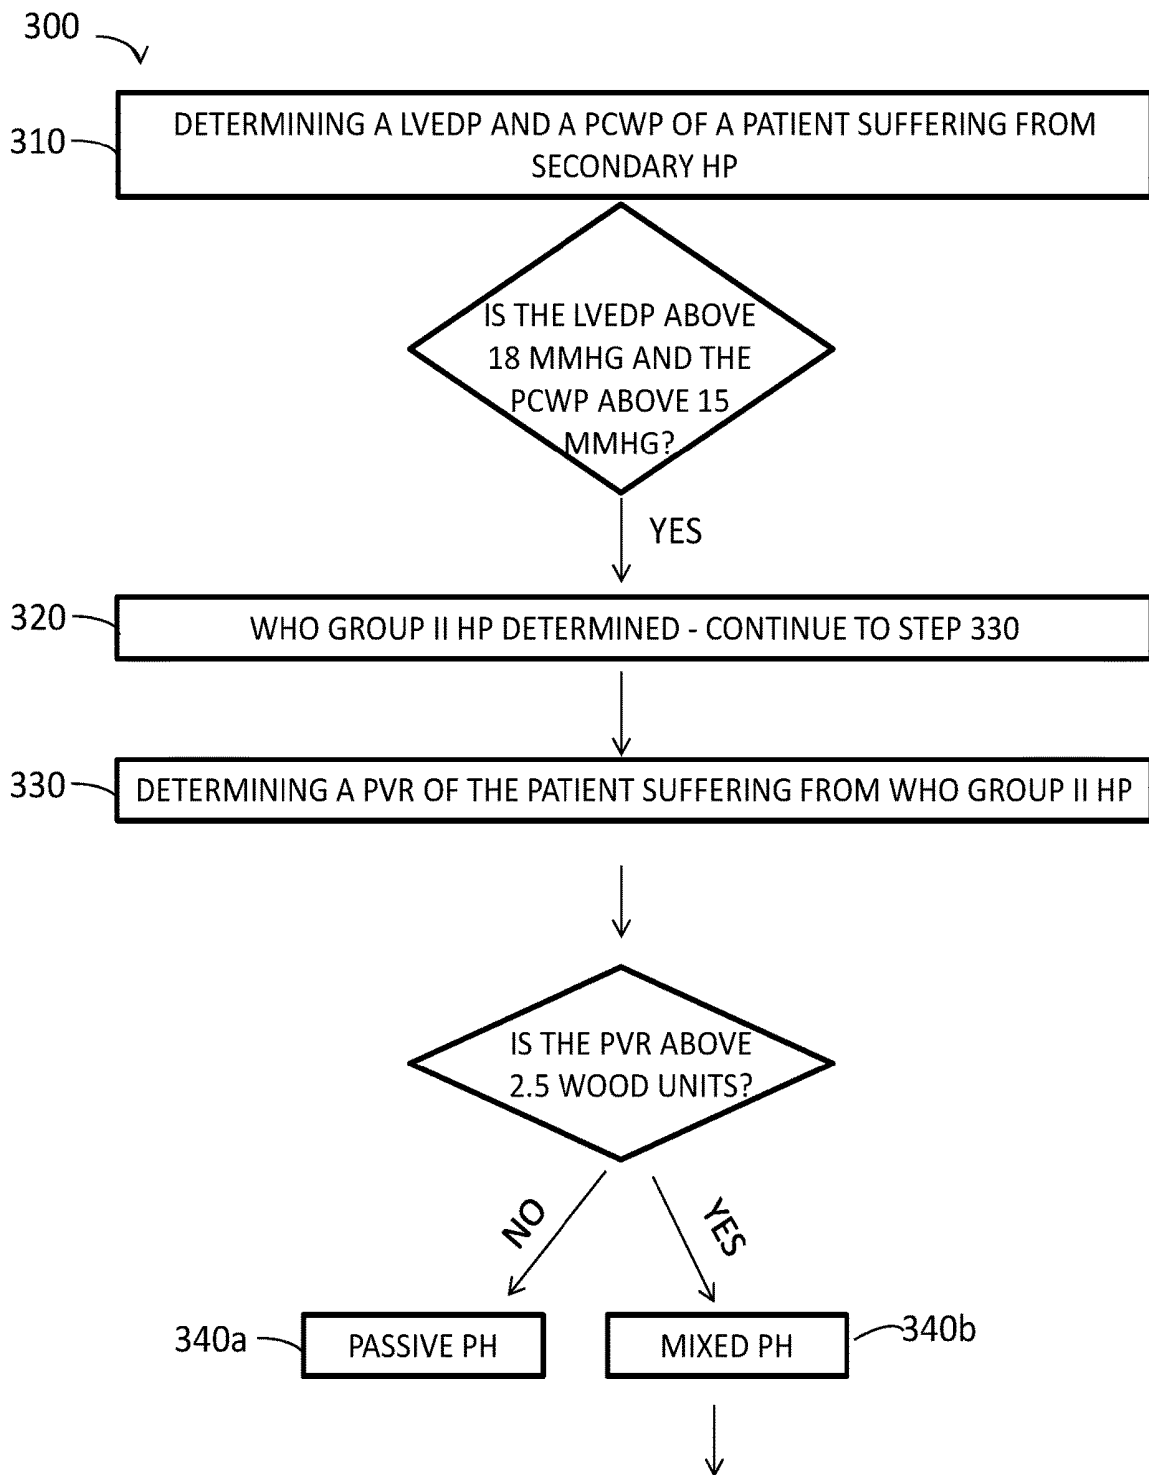 300
310
DETERMINING A LVEDP AND A PCWP OF A PATIENT SUFFERING FROM
SECONDARY HP
IS THE LVEDP ABOVE
18 MMHG AND THE
PCWP ABOVE 15
MMHG?
YES
320
WHO GROUP II HP DETERMINED - CONTINUE TO STEP 330
330
DETERMINING A PVR OF THE PATIENT SUFFERING FROM WHO GROUP II HP
IS THE PVR ABOVE
2.5 WOOD UNITS?
NO
YES
340a
PASSIVE PH
MIXED PH
340b